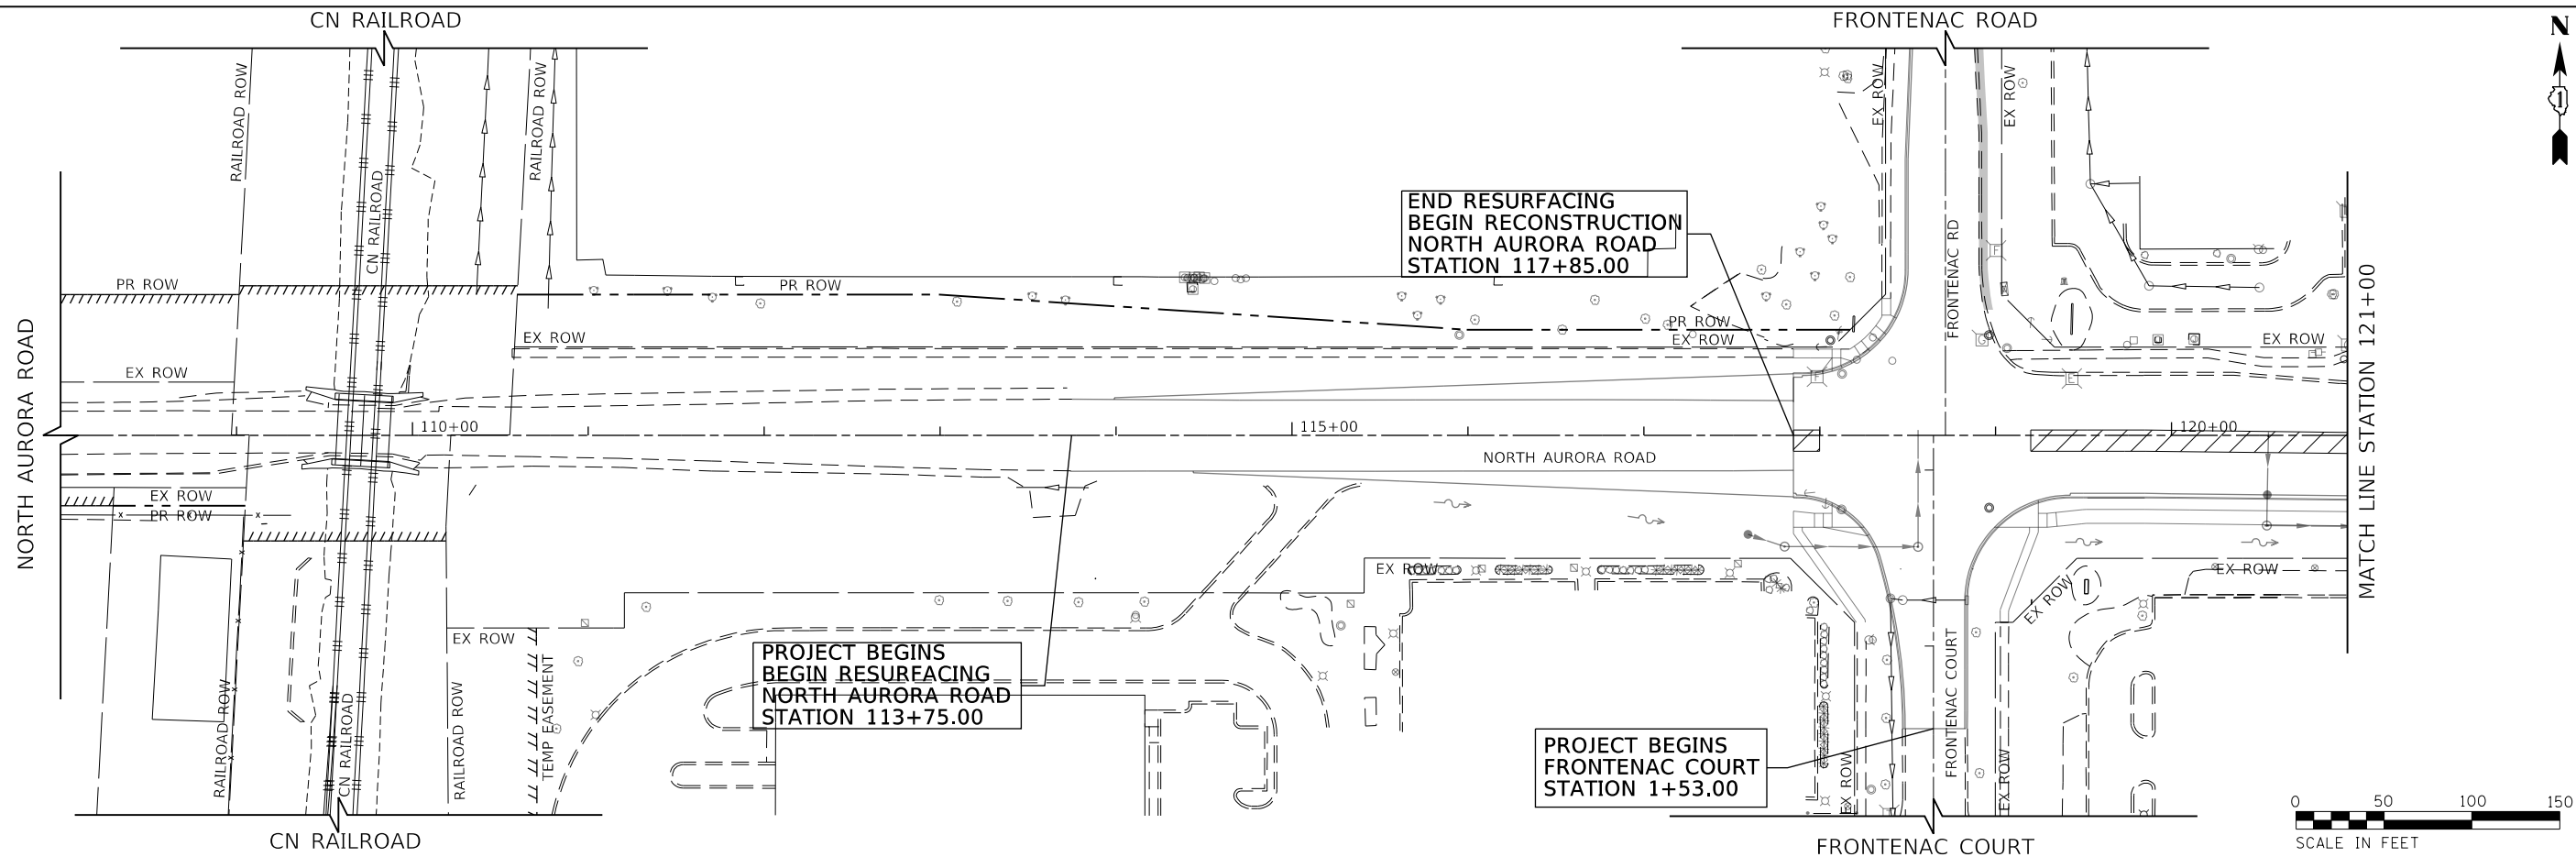 CN RAILROAD
FRONTENAC ROAD
N
1
RAILROAD ROW
CN RAILROAD
RAILROAD ROW
EX ROW
EX ROW
END RESURFACING
BEGIN RECONSTRUCTION
NORTH AURORA ROAD
STATION 117+85.00
FRONTENAC RD
PR ROW
PR ROW
PR ROW
EX ROW
EX ROW
EX ROW
EX ROW
NORTH AURORA ROAD
MATCH LINE STATION 121+00
110+00
115+00
120+00
NORTH AURORA ROAD
EX ROW
PR ROW
EX ROW
EX ROW
EX ROW
EX ROW
PROJECT BEGINS
BEGIN RESURFACING
NORTH AURORA ROAD
STATION 113+75.00
RAILROAD ROW
CN RAILROAD
RAILROAD ROW
TEMP EASEMENT
PROJECT BEGINS
FRONTENAC COURT
STATION 1+53.00
EX ROW
FRONTENAC COURT
EX ROW
0 50 100 150
SCALE IN FEET
CN RAILROAD
FRONTENAC COURT